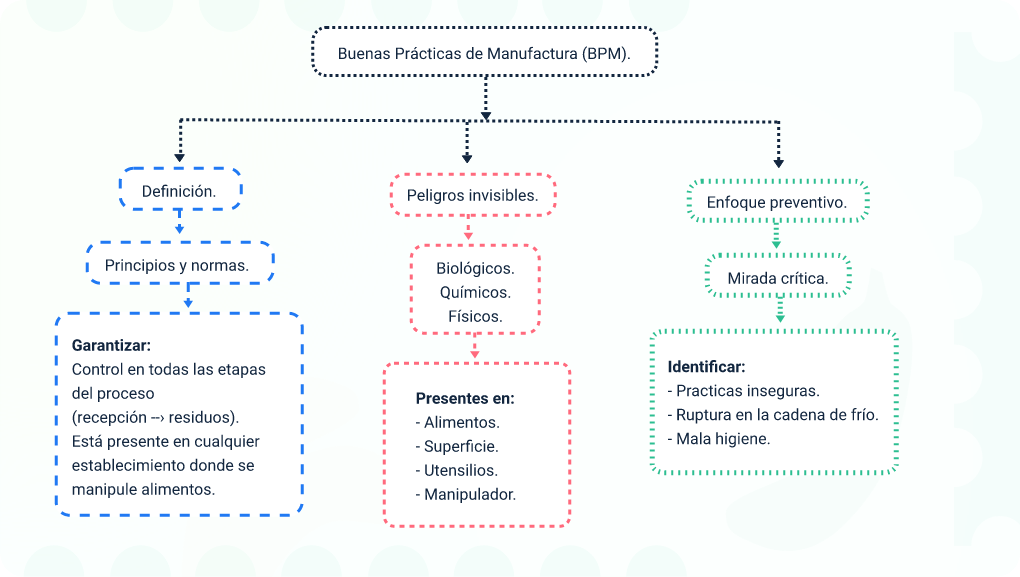 Buenas Prácticas de Manufactura (BPM).
Definición.
Principios y normas.
Garantizar:
Control en todas las etapas
del proceso
(recepción --› residuos).
Está presente en cualquier
establecimiento donde se
manipule alimentos.
Peligros invisibles.
Biológicos.
Químicos.
Físicos.
Presentes en:
- Alimentos.
- Superficie.
- Utensilios.
- Manipulador.
Enfoque preventivo.
Mirada crítica.
Identificar:
- Practicas inseguras.
- Ruptura en la cadena de frío.
- Mala higiene.